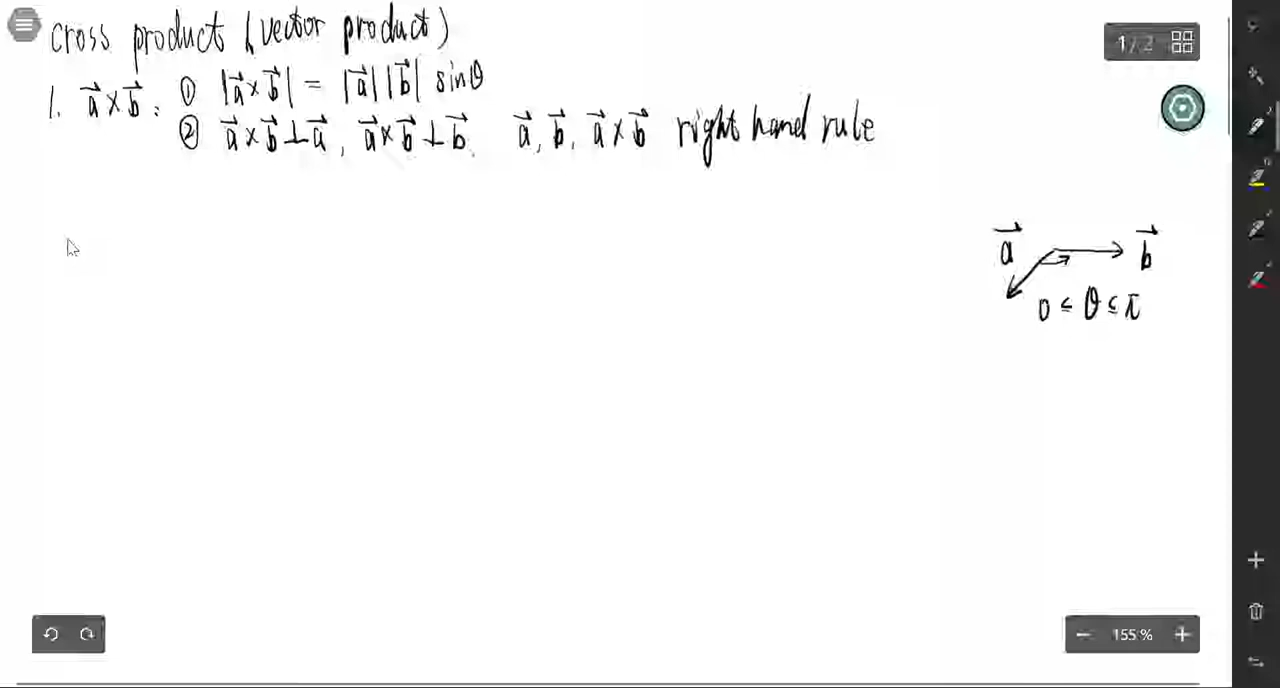 cross product (vector product)
1. a⃗×b⃗ : ① |a⃗×b⃗| = |a⃗||b⃗| sinθ
② a⃗×b⃗⊥a⃗, a⃗×b⃗⊥b⃗. a⃗, b⃗, a⃗×b⃗ right hand rule
a⃗ b⃗
0 ≤ θ ≤ π
1 / 2
155 %